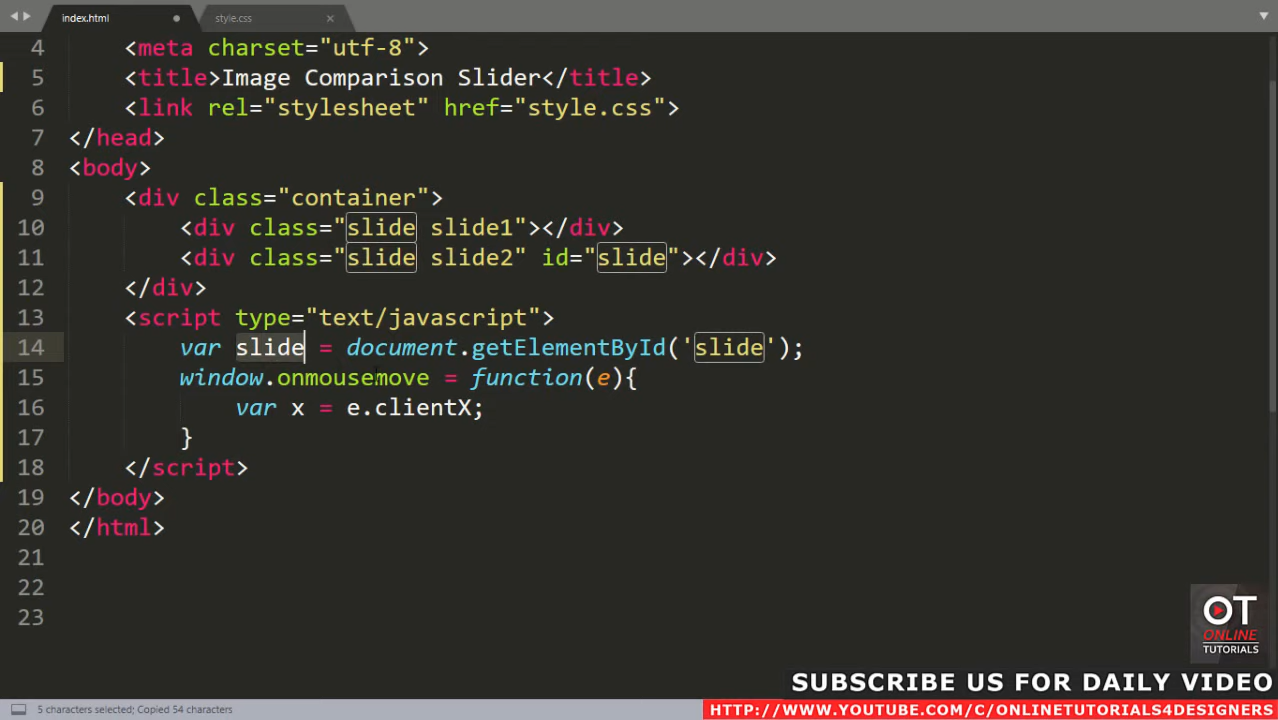 index.html
style.css
4 <meta charset="utf-8">
5 <title>Image Comparison Slider</title>
6 <link rel="stylesheet" href="style.css">
7 </head>
8 <body>
9 <div class="container">
10 <div class="slide slide1"></div>
11 <div class="slide slide2" id="slide"></div>
12 </div>
13 <script type="text/javascript">
14 var slide = document.getElementById('slide');
15 window.onmousemove = function(e){
16 var x = e.clientX;
17 }
18 </script>
19 </body>
20 </html>
21
22
23
OT
ONLINE
TUTORIALS
SUBSCRIBE US FOR DAILY VIDEO
5 characters selected; Copied 54 characters
HTTP://WWW.YOUTUBE.COM/C/ONLINETUTORIALS4DESIGNERS